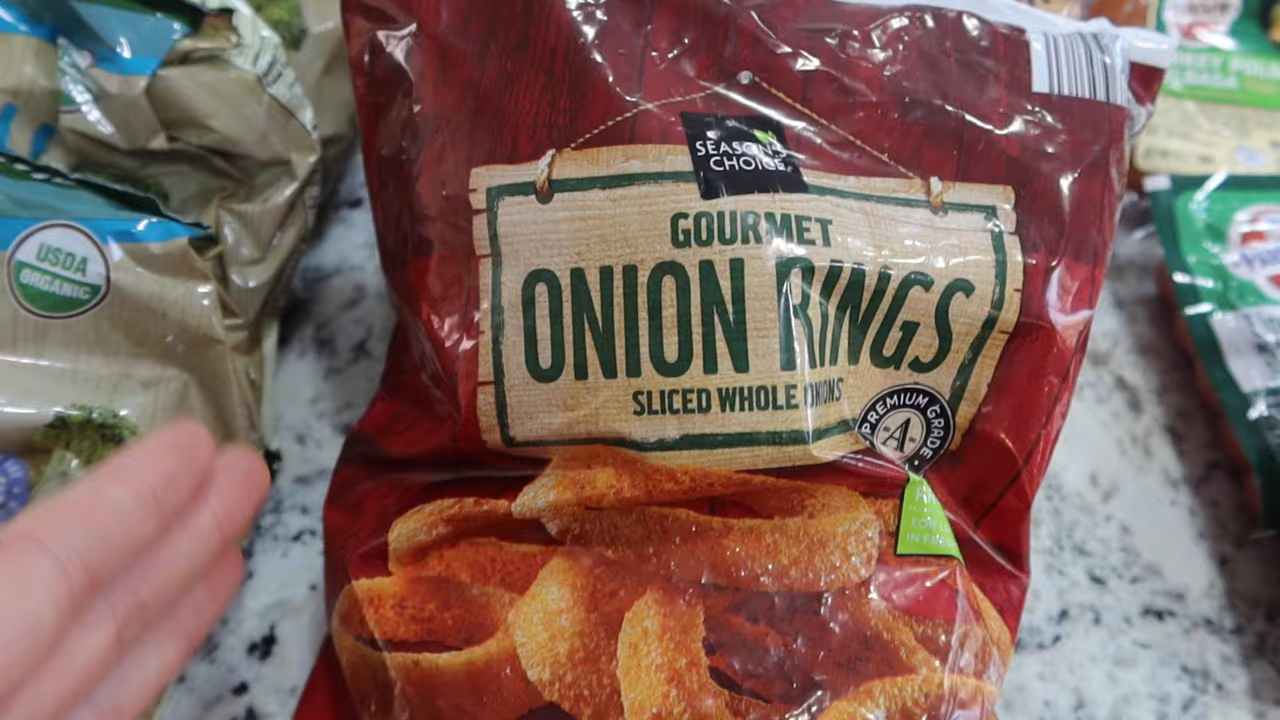 USDA
ORGANIC
SEASON'S
CHOICE
GOURMET
ONION RINGS
SLICED WHOLE ONIONS
PREMIUM GRADE
A